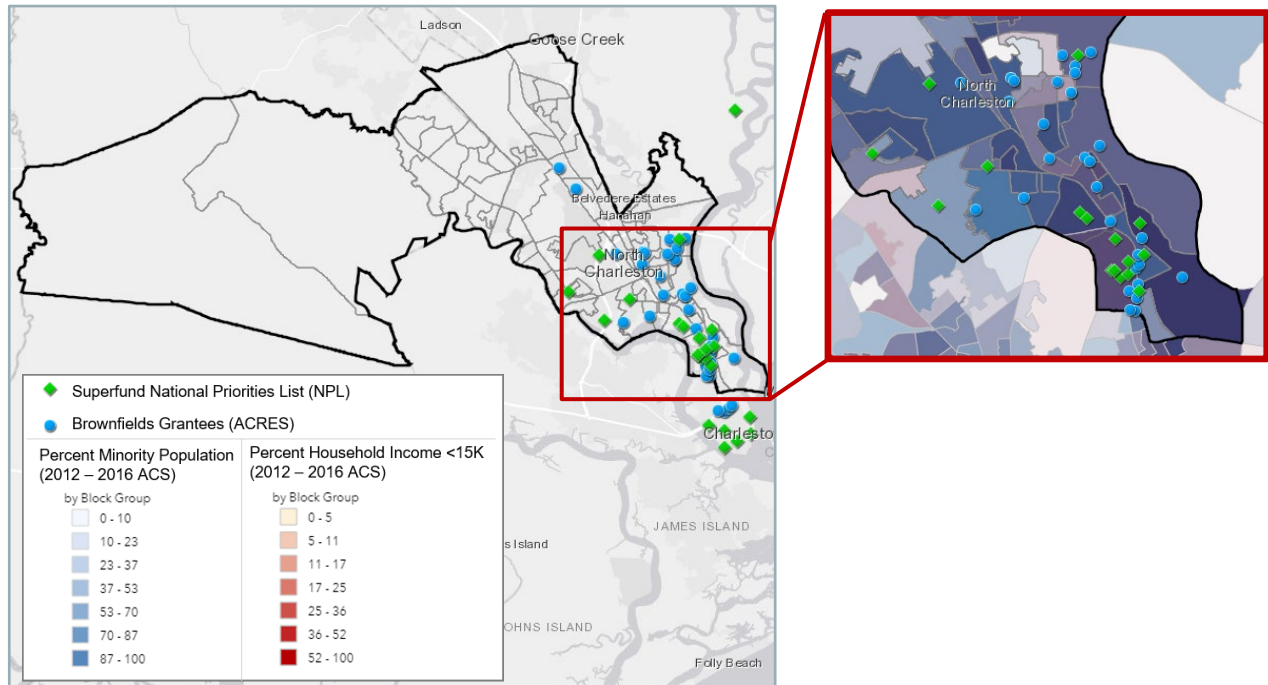 Ladson
Goose Creek
Belvedere Estates
Hanahan
North
Charleston
North
Charleston
Superfund National Priorities List (NPL)
Brownfields Grantees (ACRES)
Percent Minority Population
(2012 – 2016 ACS)
by Block Group
0 - 10
10 - 23
23 - 37
37 - 53
53 - 70
70 - 87
87 - 100
Percent Household Income <15K
(2012 – 2016 ACS)
by Block Group
0 - 5
5 - 11
11 - 17
17 - 25
25 - 36
36 - 52
52 - 100
Charlesto
C
JAMES ISLAND
s Island
OHNS ISLAND
Folly Beach